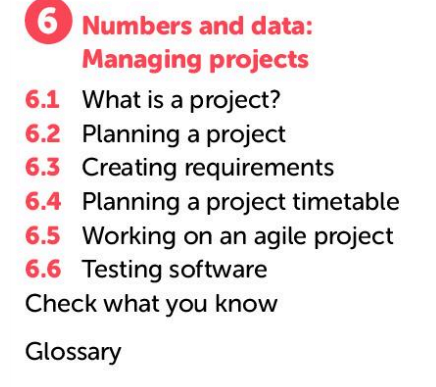 6 Numbers and data:
Managing projects
6.1 What is a project?
6.2 Planning a project
6.3 Creating requirements
6.4 Planning a project timetable
6.5 Working on an agile project
6.6 Testing software
Check what you know
Glossary